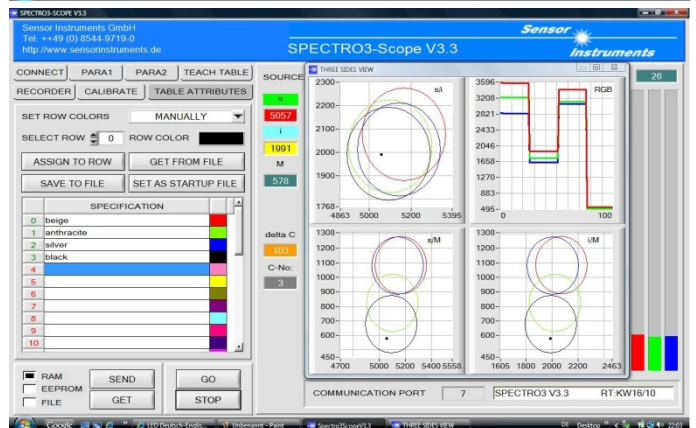 SPECTRO3-SCOPE V3.3
Sensor Instruments GmbH
Tel. ++49 (0) 8544-9719-0
http://www.sensorinstruments.de
SPECTRO3-Scope V3.3
Sensor
Instruments
CONNECT PARA1 PARA2 TEACH TABLE
RECORDER CALIBRATE TABLE ATTRIBUTES
SET ROW COLORS MANUALLY
SELECT ROW 0 ROW COLOR
ASSIGN TO ROW GET FROM FILE
SAVE TO FILE SET AS STARTUP FILE
SPECIFICATION
0 beige
1 anthracite
2 silver
3 black
4
5
6
7
8
9
10
RAM
EEPROM
FILE
SEND GO
GET STOP
SOURCE
s
5057
i
1991
M
578
delta C
103
C-No:
3
26
THREE SIDES VIEW
s/i
2300-
2200-
2100-
2000-
1900-
1768-
4863 5000 5200 5395
RGB
3596-
3208-
2821-
2433-
2046-
1658-
1270-
883-
495-
0 100
s/M
1308-
1200-
1100-
1000-
900-
800-
700-
600-
450-
4700 5000 5200 5400 5558
i/M
1308-
1200-
1100-
1000-
900-
800-
700-
600-
450-
1605 1800 2000 2200 2463
COMMUNICATION PORT 7 SPECTRO3 V3.3 RT:KW16/10
Google LEO Deutsch-Englis... Unbenannt - Paint Spectro3ScopeV3.3 THREE SIDES VIEW DE Desktop 22:03